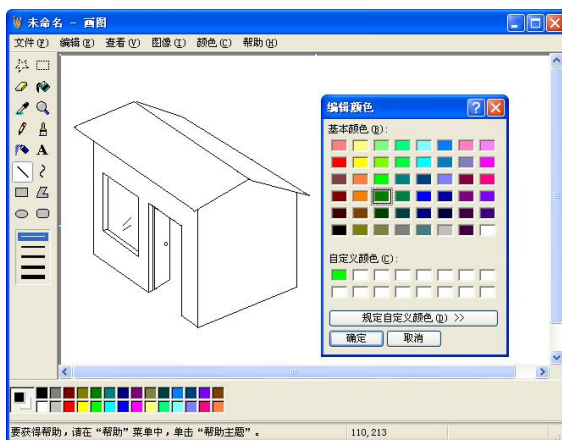 未命名 - 画图
文件(F) 编辑(E) 查看(V) 图像(I) 颜色(C) 帮助(H)
A
编辑颜色
基本颜色(B):
自定义颜色(C):
规定自定义颜色(D) >>
确定 取消
要获得帮助，请在“帮助”菜单中，单击“帮助主题”。 110,213